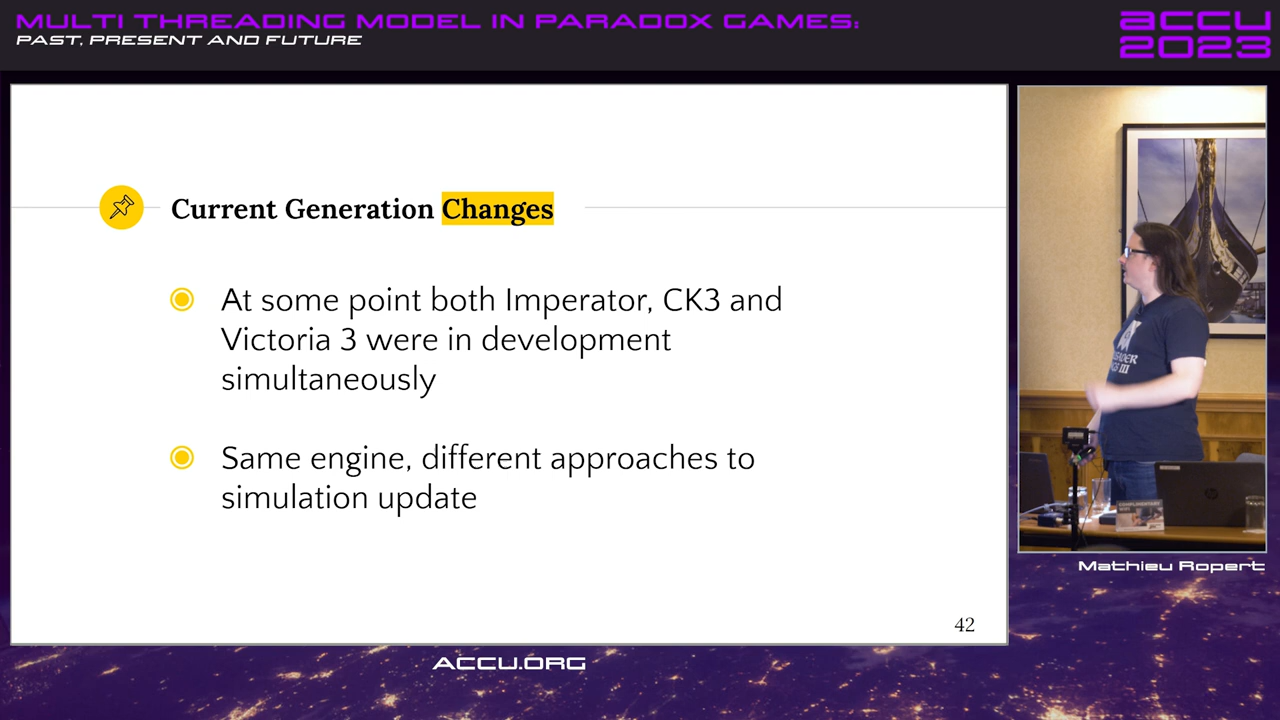 MULTI THREADING MODEL IN PARADOX GAMES:
PAST, PRESENT AND FUTURE
ACCU
2023
Current Generation Changes
At some point both Imperator, CK3 and
Victoria 3 were in development
simultaneously
Same engine, different approaches to
simulation update
42
III
hp
Mathieu Ropert
ACCU.ORG